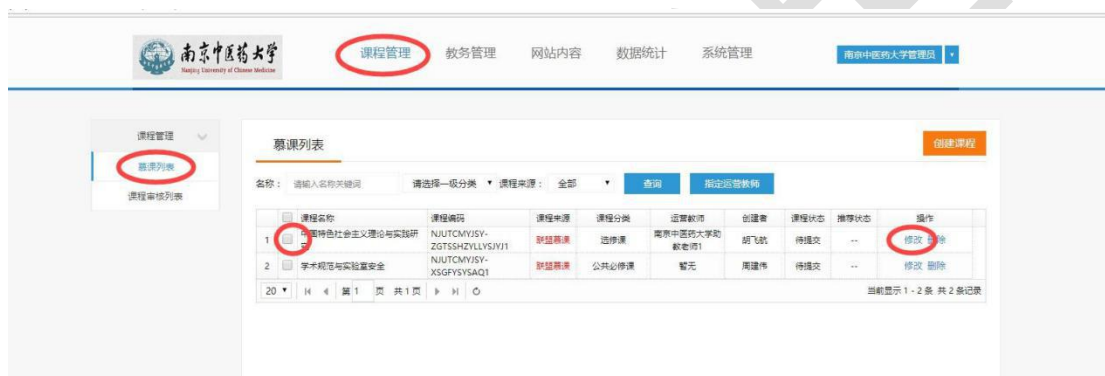 南京中医药大学
Nanjing University of Chinese Medicine
课程管理 教务管理 网站内容 数据统计 系统管理
南京中医药大学管理员
课程管理
慕课列表
课程审核列表
慕课列表
创建课程
名称： 请输入名称关键词 请选择一级分类 课程来源： 全部 查询 指定运营教师
课程名称 课程编码 课程来源 课程分类 运营教师 创建者 课程状态 推荐状态 操作
1 中国特色社会主义理论与实践研 NJUTCMYJSY- 联盟慕课 选修课 南京中医药大学助 胡飞航 待提交 -- 修改 删除
ZGTSSHZYLLYSJYJ1 教老师1
2 学术规范与实验室安全 NJUTCMYJSY- 联盟慕课 公共必修课 暂无 周建伟 待提交 -- 修改 删除
XSGFYSYSAQ1
20 第 1 页 共1页 当前显示 1 - 2 条 共 2 条记录